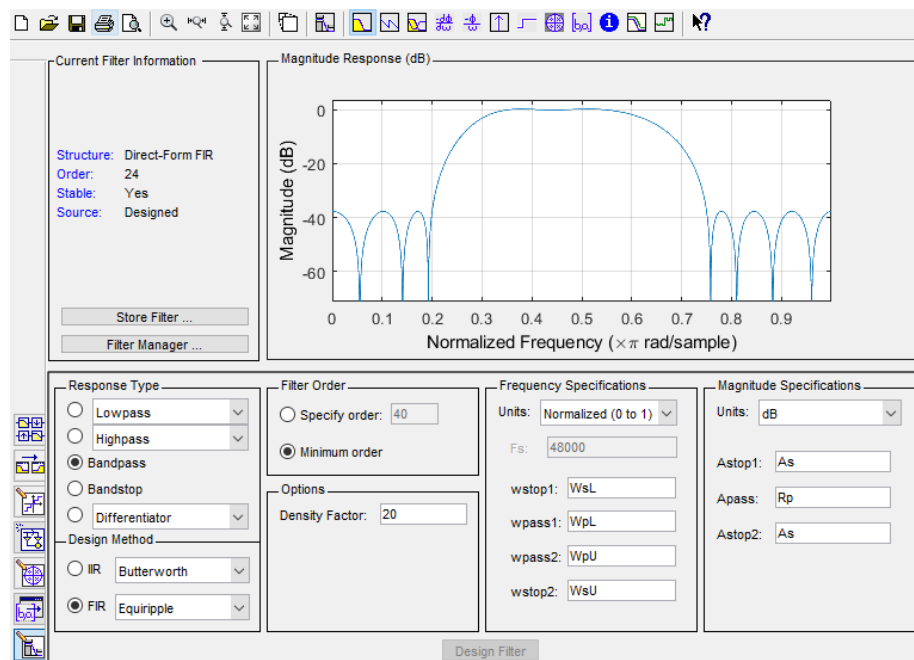 Current Filter Information
Structure: Direct-Form FIR
Order: 24
Stable: Yes
Source: Designed
Store Filter ...
Filter Manager ...
Magnitude Response (dB)
Magnitude (dB)
0
-20
-40
-60
0 0.1 0.2 0.3 0.4 0.5 0.6 0.7 0.8 0.9
Normalized Frequency (×π rad/sample)
Response Type
Lowpass
Highpass
Bandpass
Bandstop
Differentiator
Design Method
IIR Butterworth
FIR Equiripple
Filter Order
Specify order: 40
Minimum order
Options
Density Factor: 20
Frequency Specifications
Units: Normalized (0 to 1)
Fs: 48000
wstop1: WsL
wpass1: WpL
wpass2: WpU
wstop2: WsU
Magnitude Specifications
Units: dB
Astop1: As
Apass: Rp
Astop2: As
Design Filter